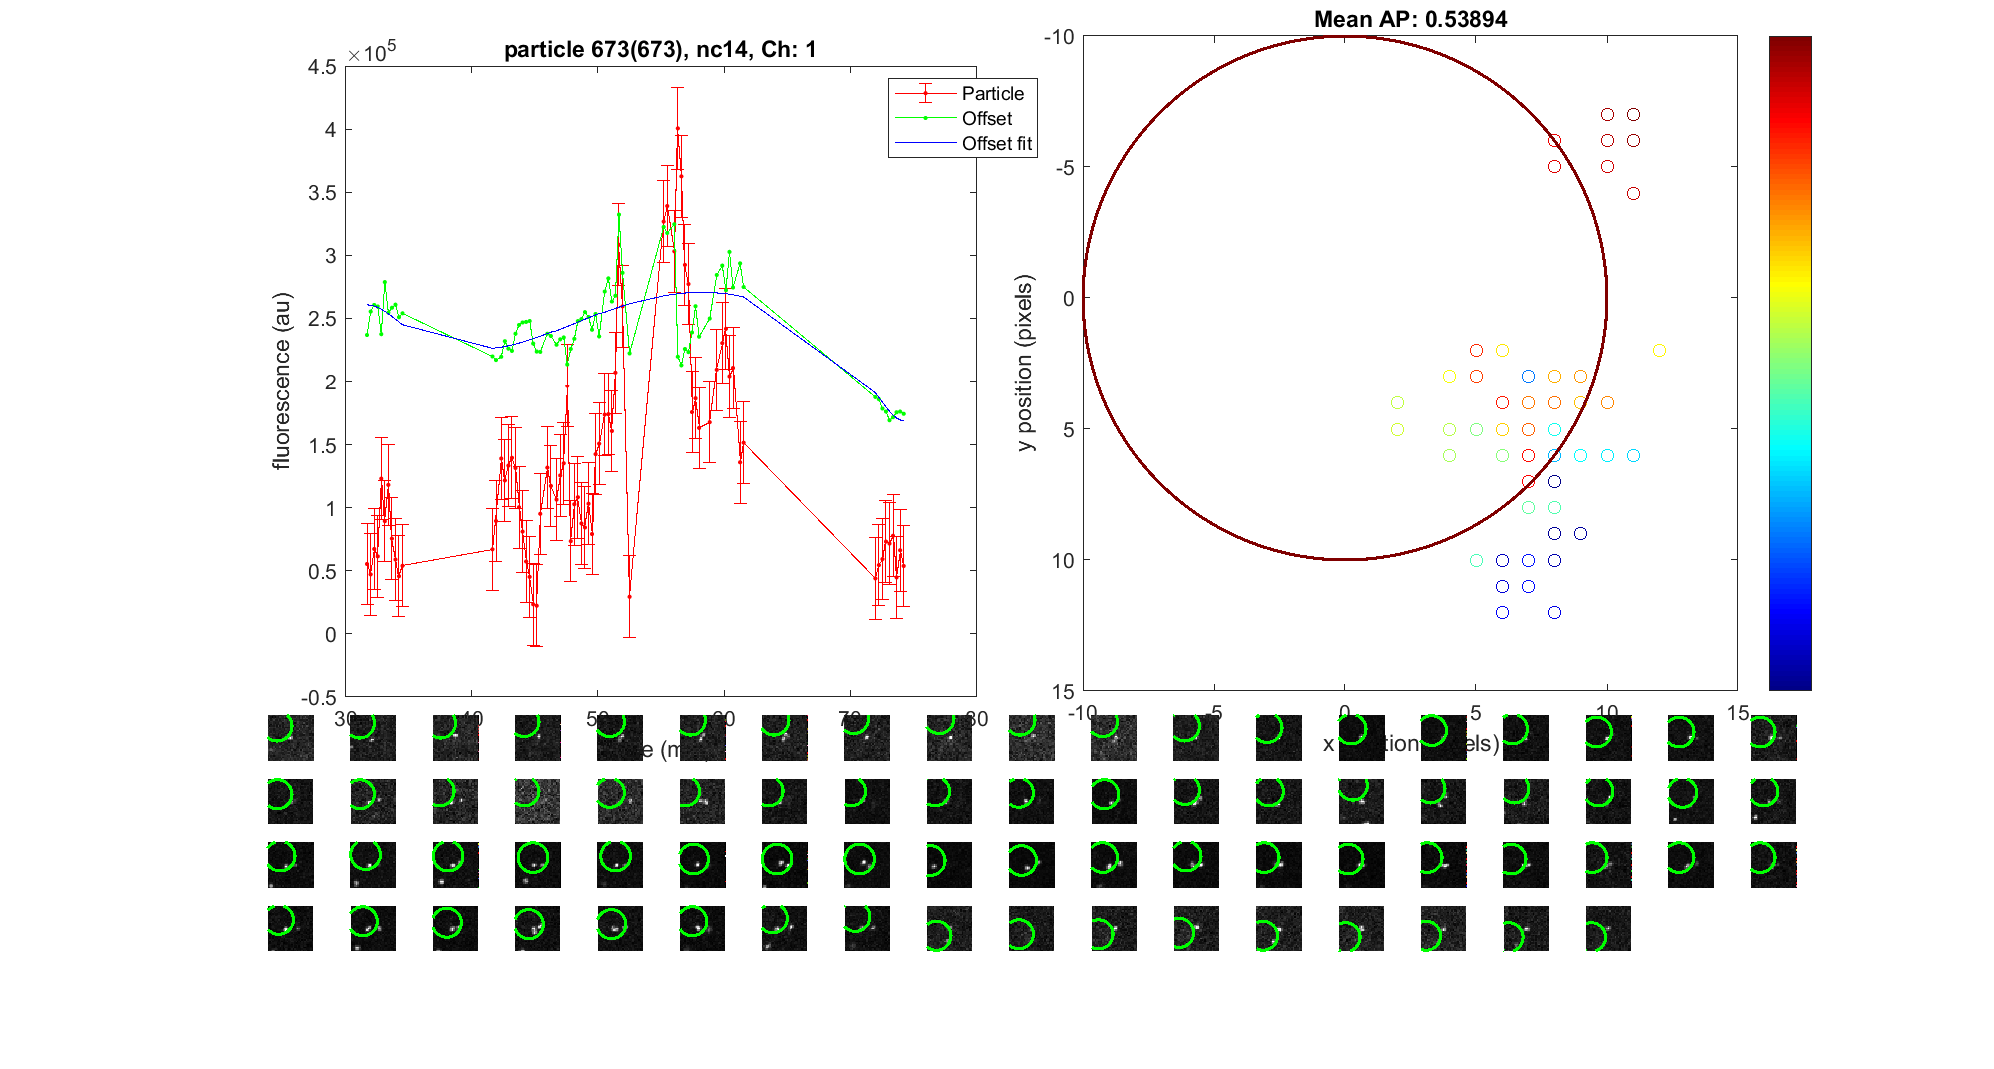 particle 673(673), nc14, Ch: 1
×10^5
4.5
4
3.5
3
2.5
2
1.5
1
0.5
0
-0.5
fluorescence (au)
Particle
Offset
Offset fit
30 40 50 60 70 80
Mean AP: 0.53894
-10
-5
0
5
10
15
y position (pixels)
-10 -5 0 5 10 15